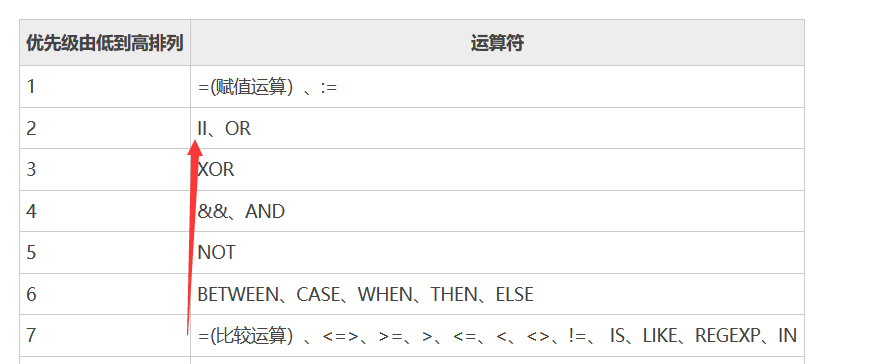 优先级由低到高排列 运算符
1 =(赋值运算）、:=
2 II、OR
3 XOR
4 &&、AND
5 NOT
6 BETWEEN、CASE、WHEN、THEN、ELSE
7 =(比较运算）、<=>、>=、>、<=、<、<>、!=、 IS、LIKE、REGEXP、IN